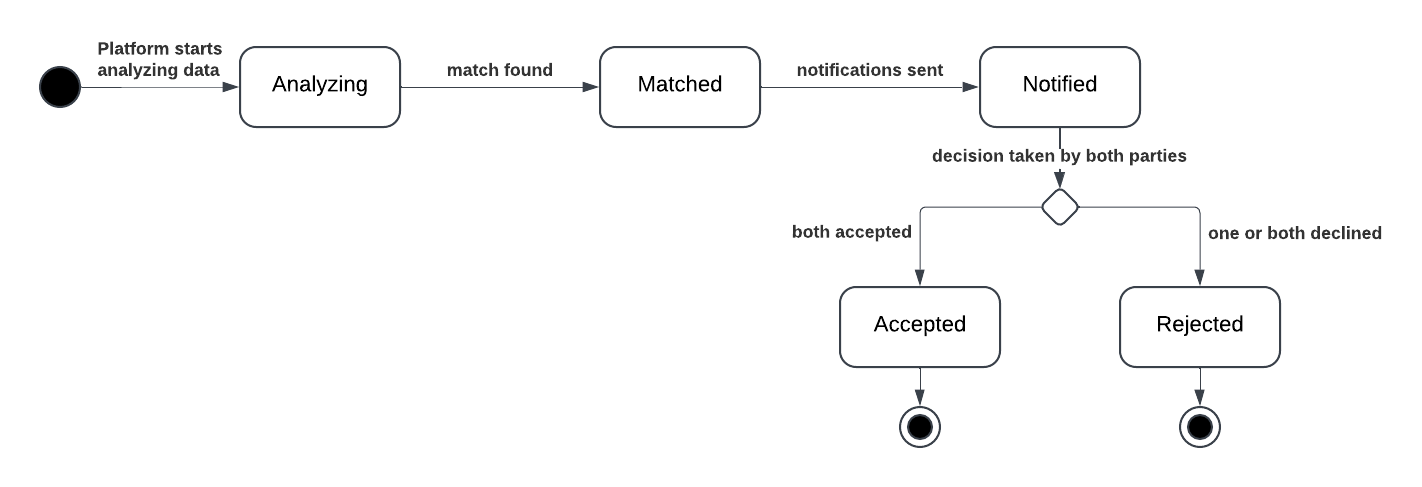 Platform starts
analyzing data
Analyzing
match found
Matched
notifications sent
Notified
decision taken by both parties
both accepted
one or both declined
Accepted
Rejected